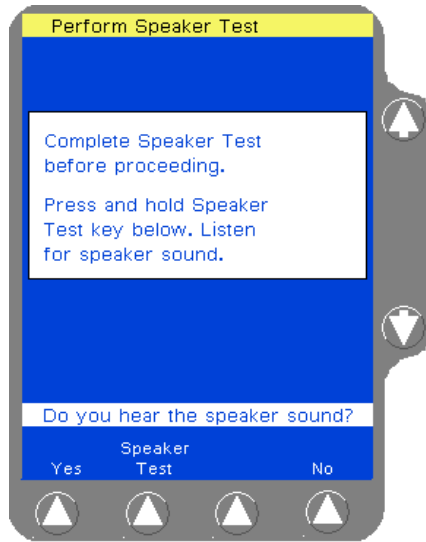 Perform Speaker Test
Complete Speaker Test
before proceeding.
Press and hold Speaker
Test key below. Listen
for speaker sound.
Do you hear the speaker sound?
Speaker
Yes Test No